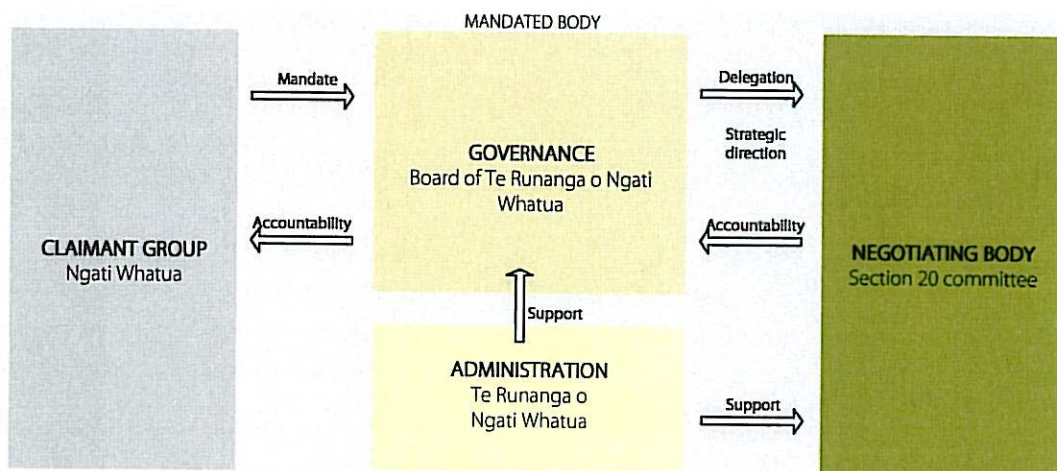 MANDATED BODY
Mandate
Delegation
Strategic
direction
GOVERNANCE
Board of Te Runanga o Ngati
Whatua
Accountability
Accountability
CLAIMANT GROUP
Ngati Whatua
NEGOTIATING BODY
Section 20 committee
Support
ADMINISTRATION
Te Runanga o
Ngati Whatua
Support